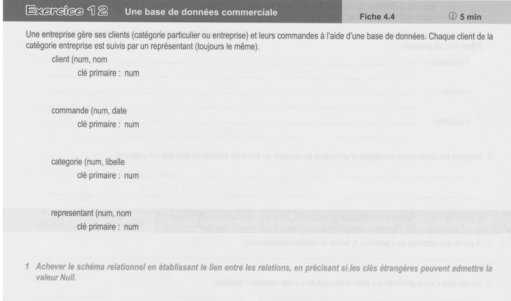 Exercice 12 Une base de données commerciale Fiche 4.4 5 min
Une entreprise gère ses clients (catégorie particulier ou entreprise) et leurs commandes à l'aide d'une base de données. Chaque client de la
catégorie entreprise est suivis par un représentant (toujours le même).
client (num, nom
clé primaire : num
commande (num, date
clé primaire : num
categorie (num, libelle
clé primaire : num
representant (num, nom
clé primaire : num
1 Achever le schéma relationnel en établissant le lien entre les relations, en précisant si les clés étrangères peuvent admettre la
valeur Null.